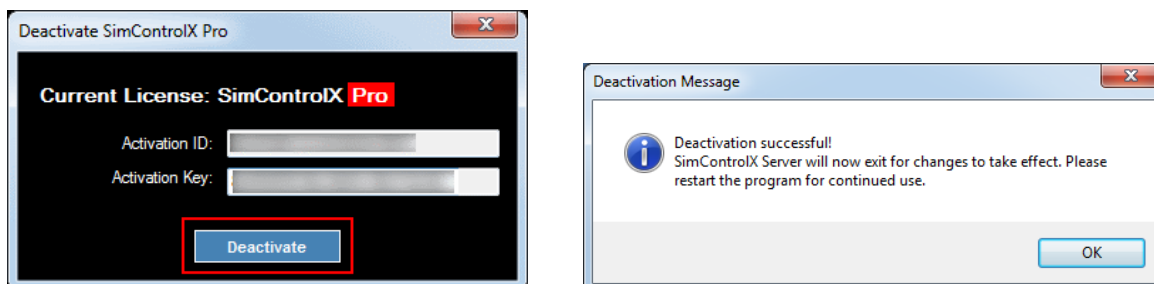 Deactivate SimControlX Pro
Current License: SimControlX Pro
Activation ID:
Activation Key:
Deactivate
Deactivation Message
Deactivation successful!
SimControlX Server will now exit for changes to take effect. Please
restart the program for continued use.
OK